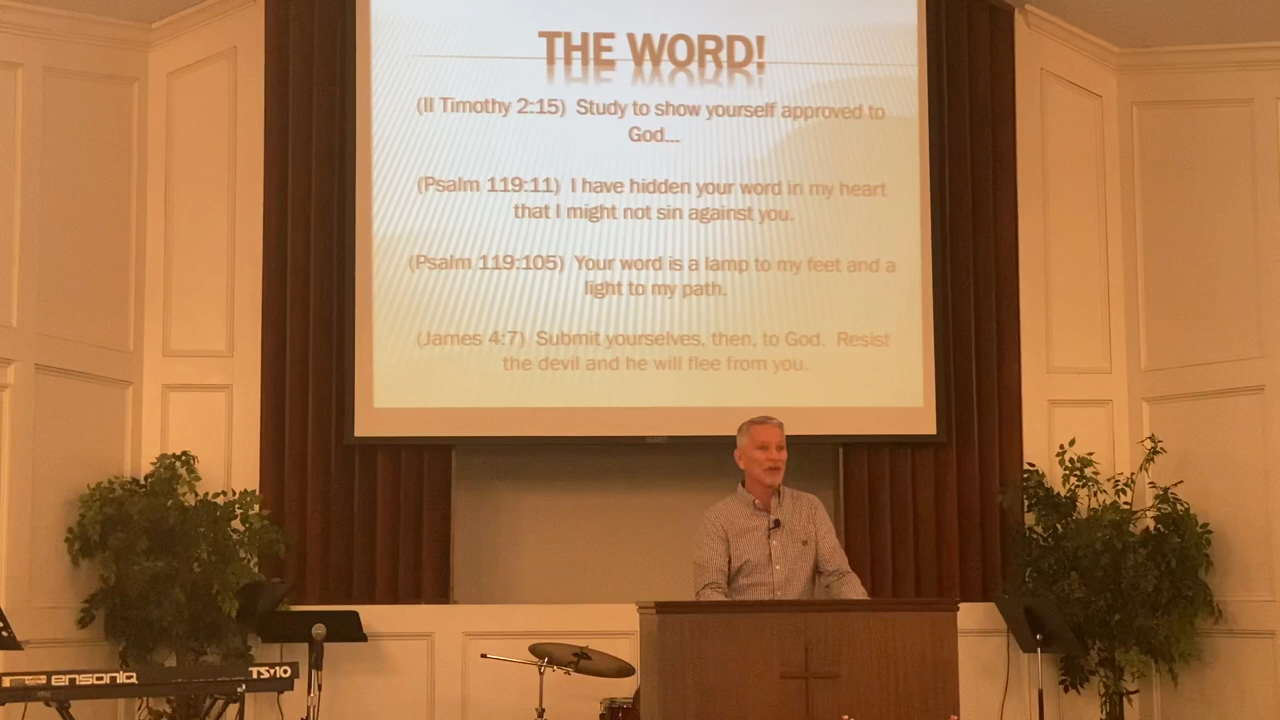 THE WORD!
(II Timothy 2:15) Study to show yourself approved to
God...
(Psalm 119:11) I have hidden your word in my heart
that I might not sin against you.
(Psalm 119:105) Your word is a lamp to my feet and a
light to my path.
(James 4:7) Submit yourselves, then, to God. Resist
the devil and he will flee from you.
ensoniq TS·10